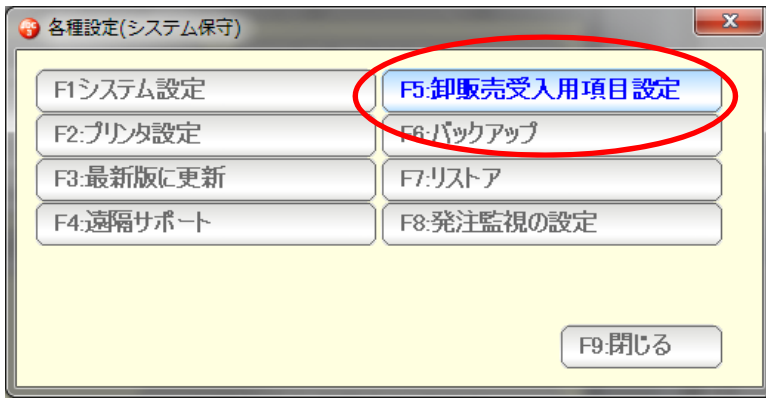 各種設定(システム保守)
F1システム設定
F5:卸販売受入用項目設定
F2:プリンタ設定
F6:バックアップ
F3:最新版に更新
F7:リストア
F4:遠隔サポート
F8:発注監視の設定
F9:閉じる